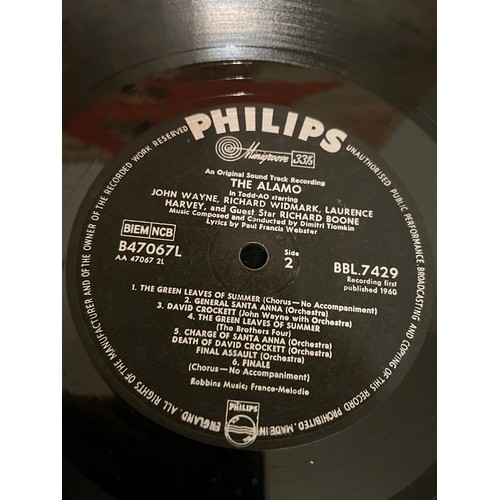 PHILIPS
Minigroove 33⅓
An Original Sound Track Recording
THE ALAMO
in Todd-AO starring
JOHN WAYNE, RICHARD WIDMARK, LAURENCE
HARVEY, and Guest Star RICHARD BOONE
Music Composed and Conducted by Dimitri Tiomkin
Lyrics by Paul Francis Webster
BIEM NCB
B47067L
AA 47067 2L
Side
2
BBL.7429
Recording first
published 1960
1. THE GREEN LEAVES OF SUMMER (Chorus—No Accompaniment)
2. GENERAL SANTA ANNA (Orchestra)
3. DAVID CROCKETT (John Wayne with Orchestra)
4. THE GREEN LEAVES OF SUMMER
(The Brothers Four)
5. CHARGE OF SANTA ANNA (Orchestra)
DEATH OF DAVID CROCKETT (Orchestra)
FINAL ASSAULT (Orchestra)
6. FINALE
(Chorus—No Accompaniment)
Robbins Music; France-Melodie
PHILIPS
ALL RIGHTS OF THE MANUFACTURER AND OF THE OWNER OF THE RECORDED WORK RESERVED
UNAUTHORISED PUBLIC PERFORMANCE, BROADCASTING AND COPYING OF THIS RECORD PROHIBITED. MADE IN ENGLAND